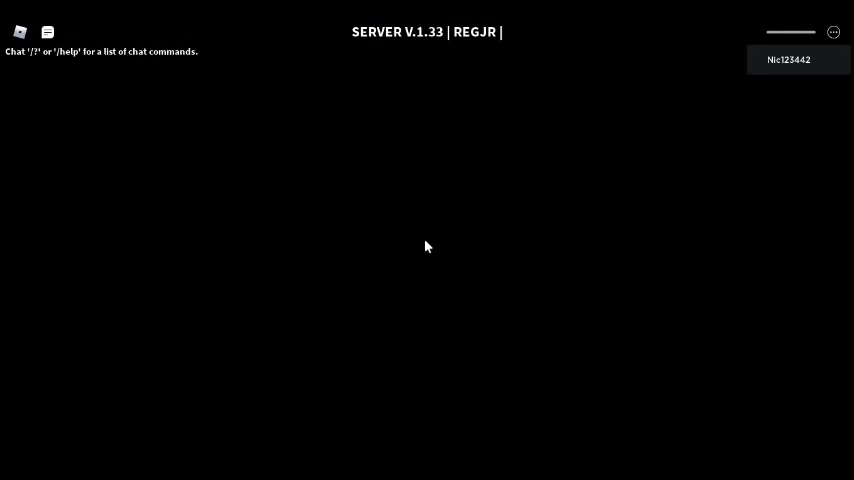 SERVER V.1.33 | REGJR |
Chat '/?' or '/help' for a list of chat commands.
Nic123442